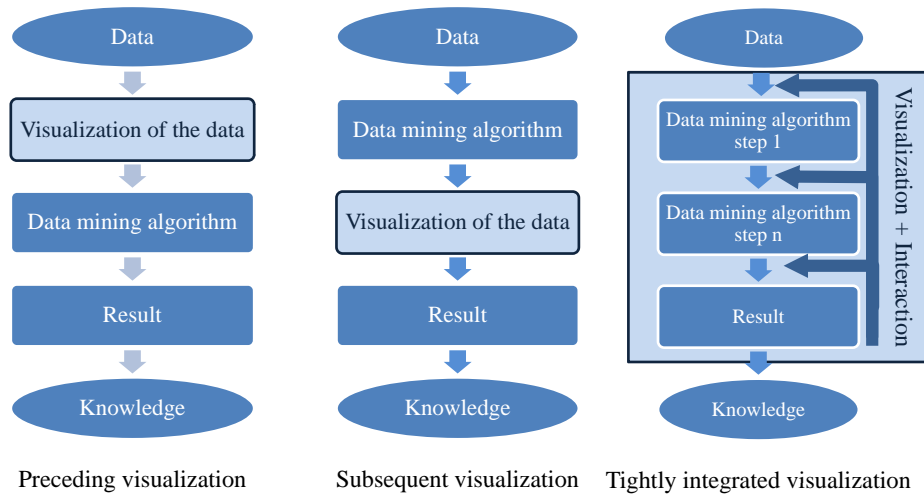 Data
Visualization of the data
Data mining algorithm
Result
Knowledge
Preceding visualization
Data
Data mining algorithm
Visualization of the data
Result
Knowledge
Subsequent visualization
Data
Data mining algorithm
step 1
Data mining algorithm
step n
Result
Visualization + Interaction
Knowledge
Tightly integrated visualization